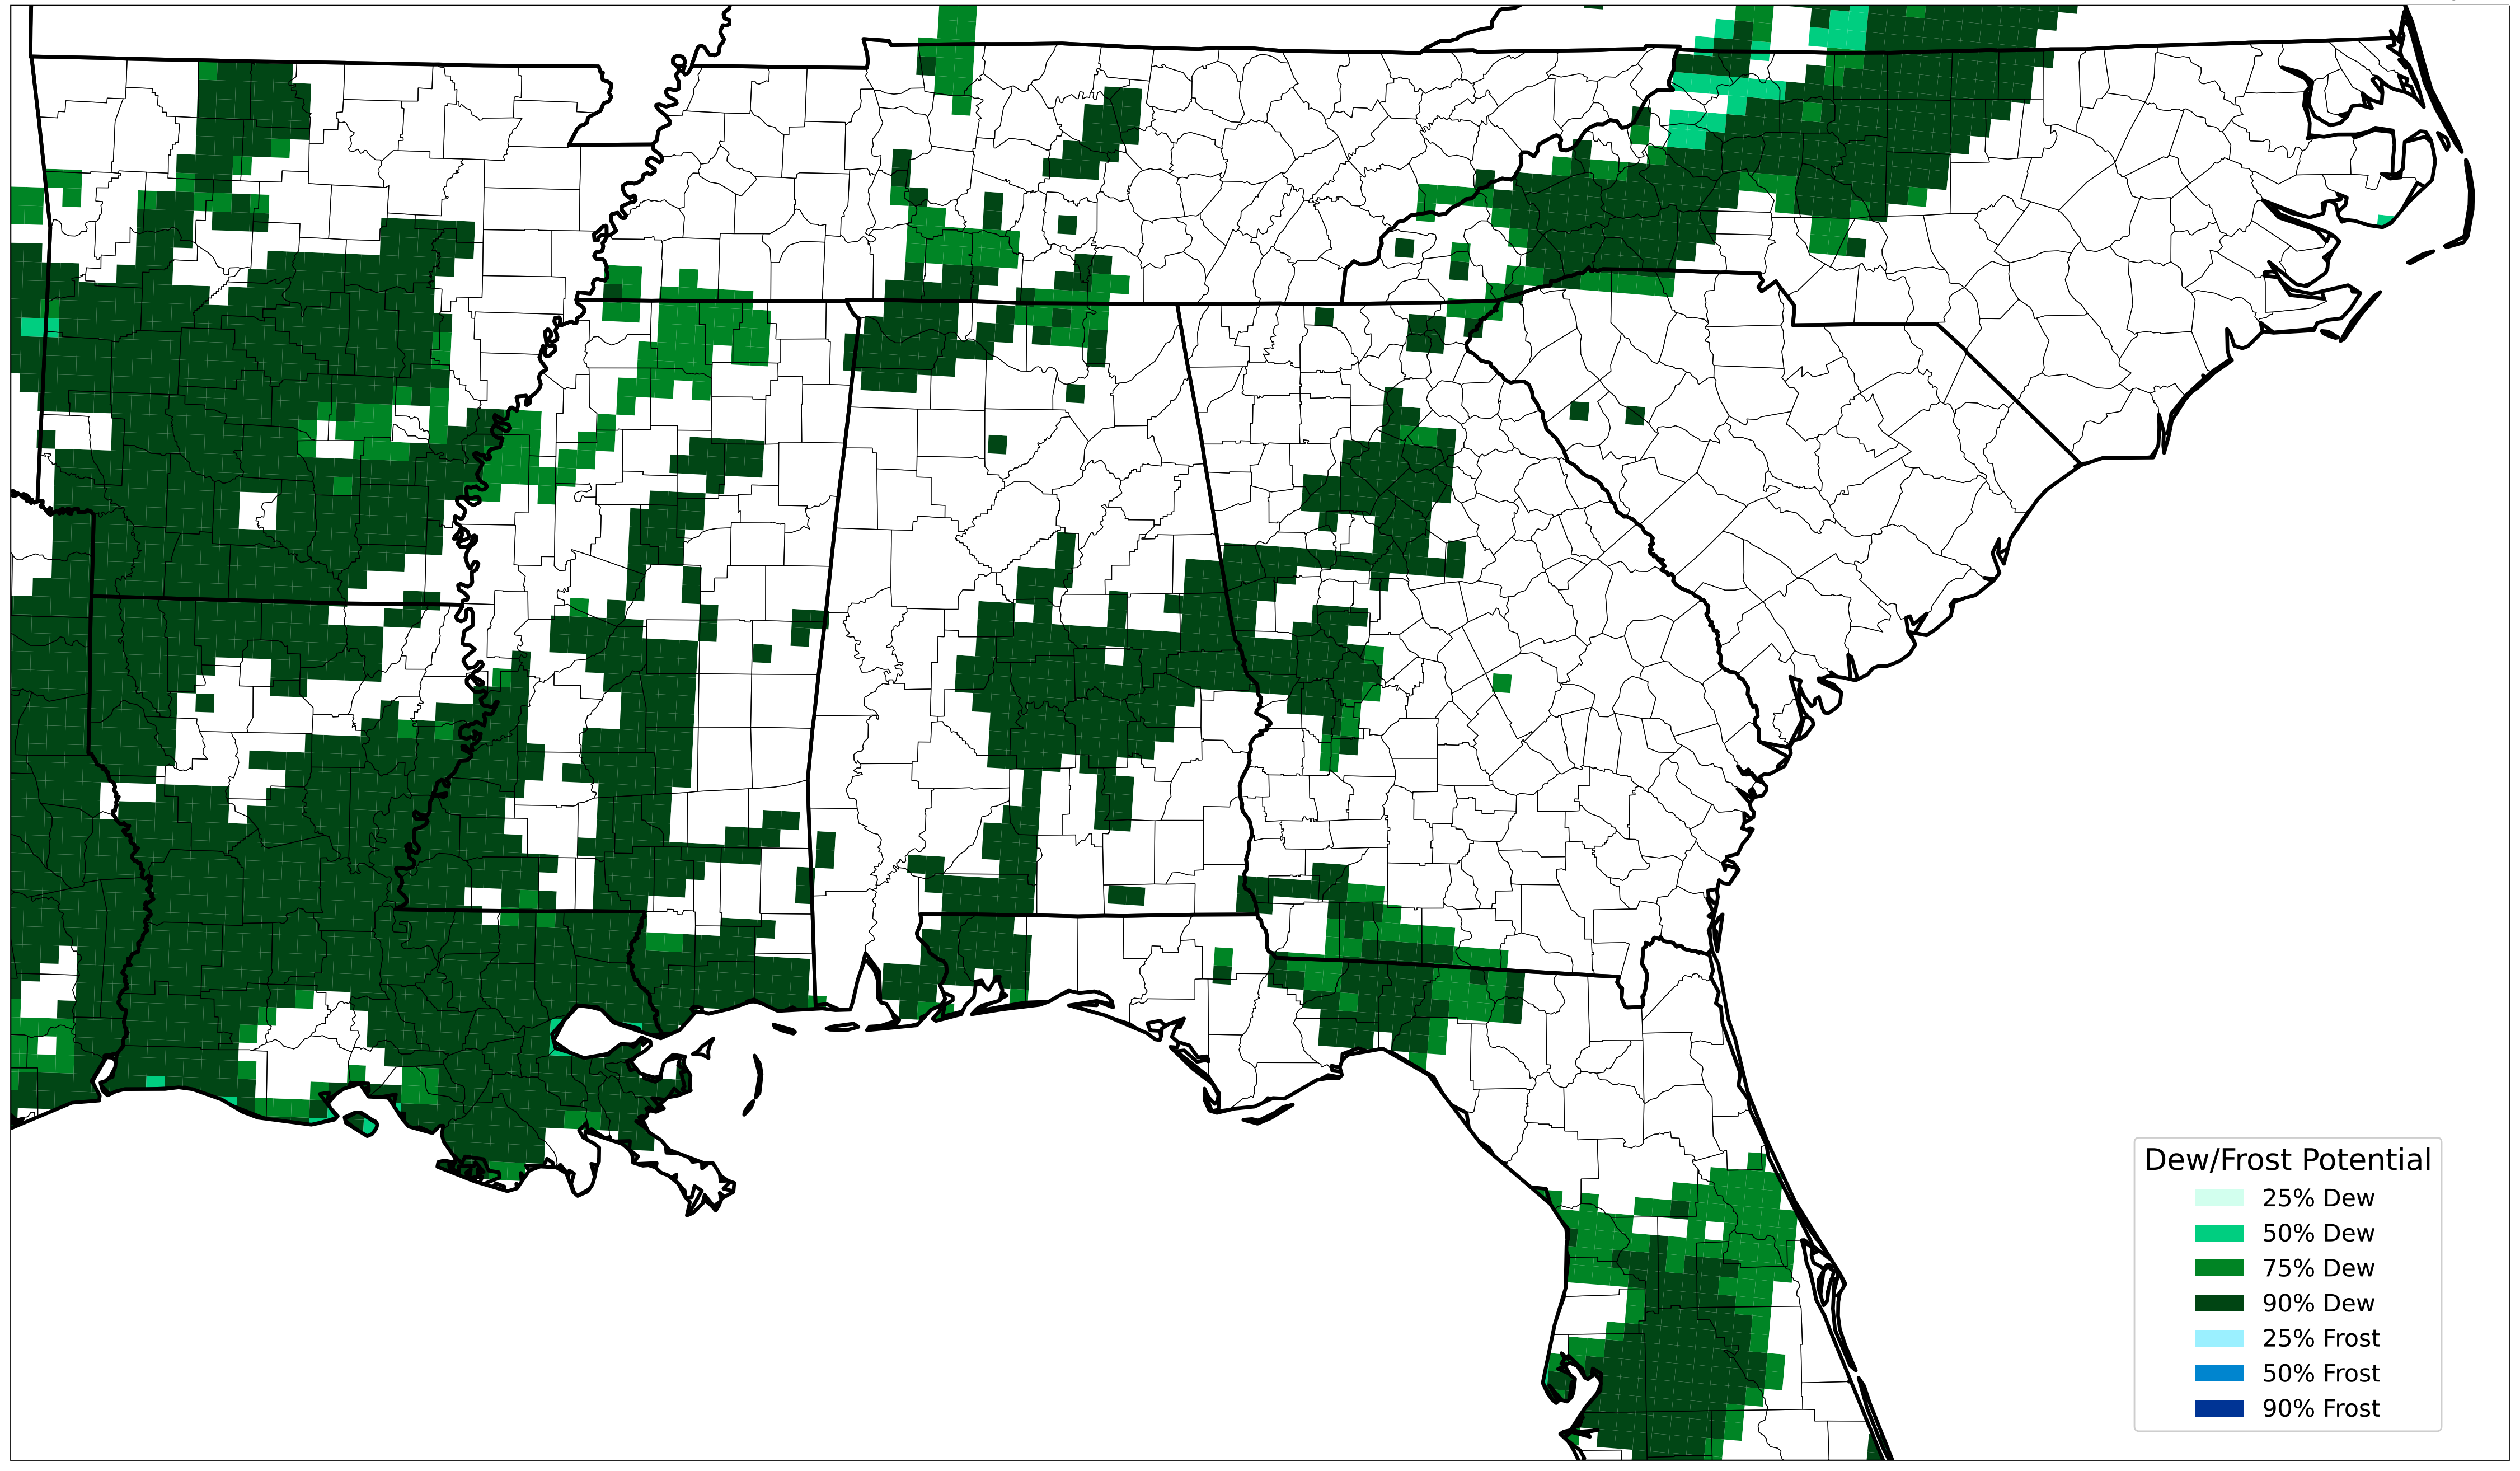 Dew/Frost Potential
25% Dew
50% Dew
75% Dew
90% Dew
25% Frost
50% Frost
90% Frost